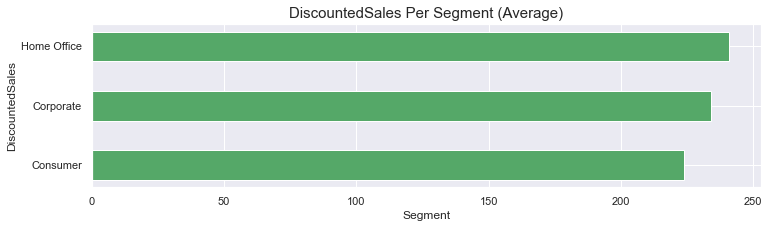 DiscountedSales Per Segment (Average)
DiscountedSales
Home Office
Corporate
Consumer
0 50 100 150 200 250
Segment